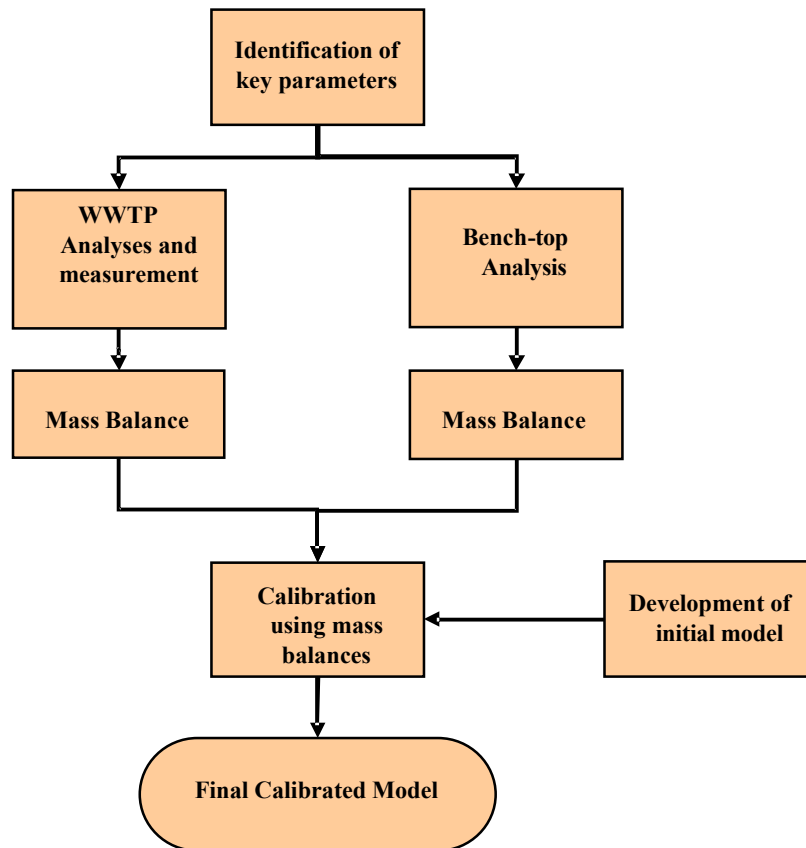 Identification of
key parameters
WWTP
Analyses and
measurement
Bench-top
Analysis
Mass Balance
Mass Balance
Calibration
using mass
balances
Development of
initial model
Final Calibrated Model